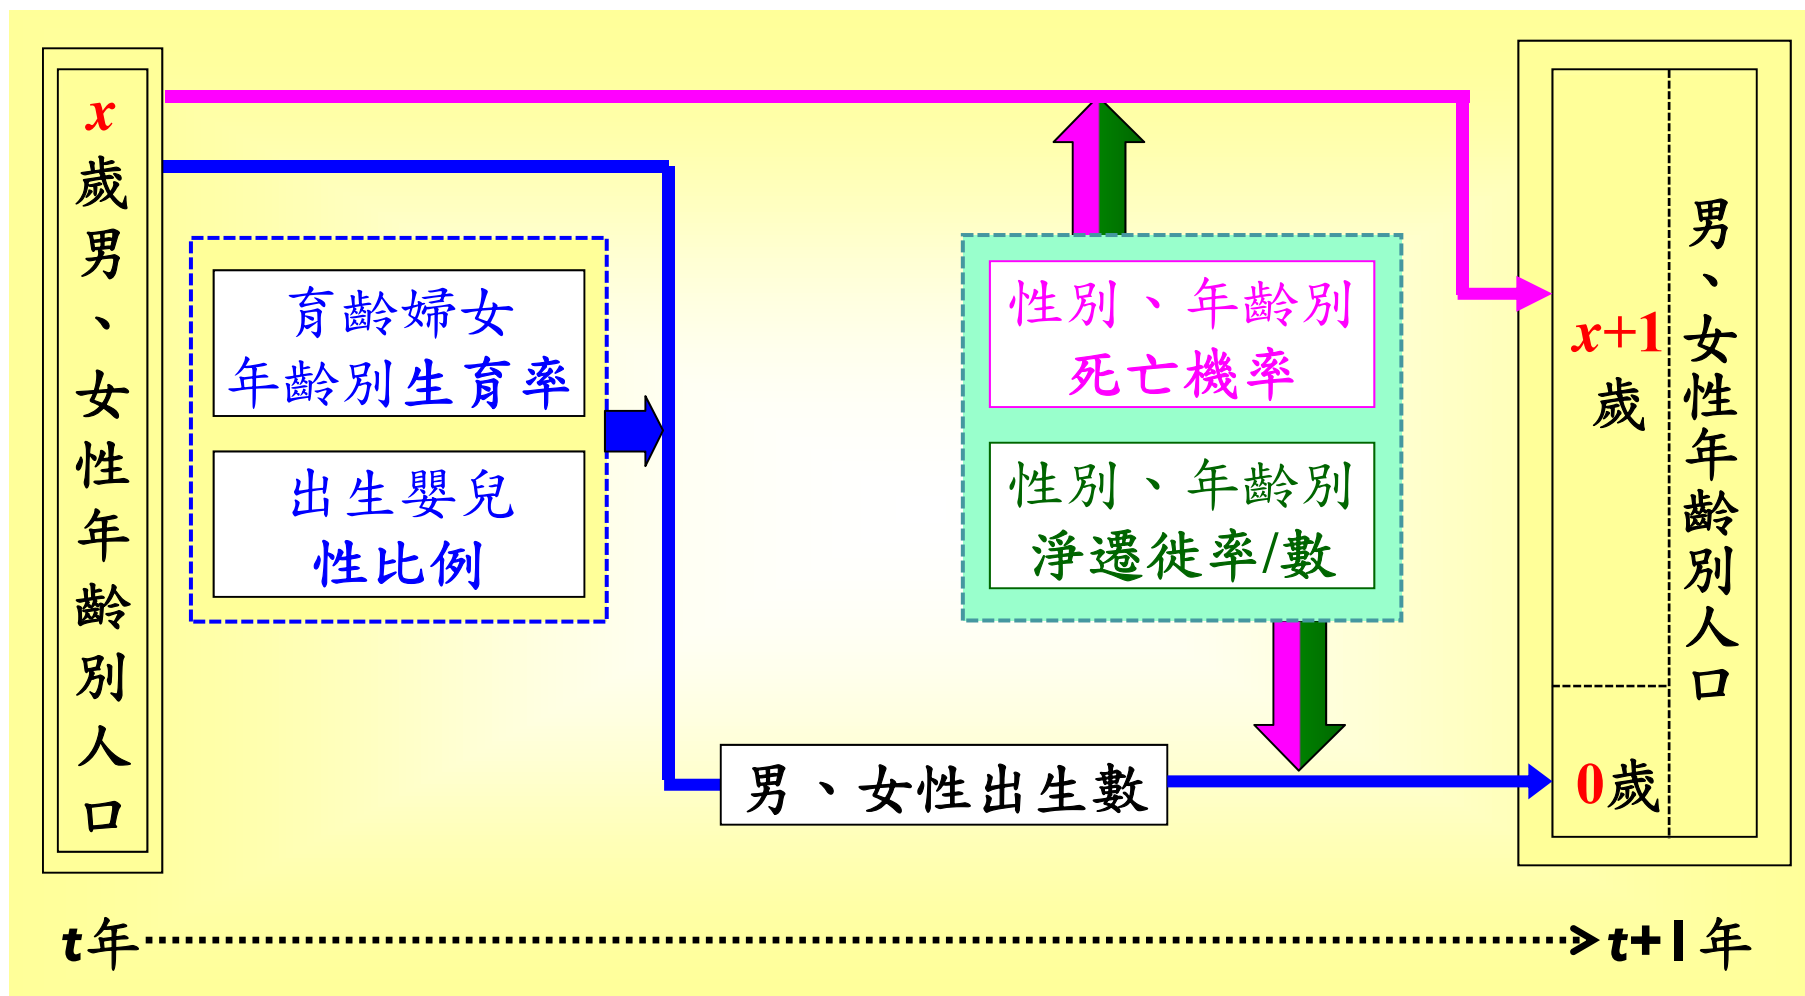 x
歲男、女性年齡別人口
育齡婦女
年齡別生育率
出生嬰兒
性比例
性別、年齡別
死亡機率
性別、年齡別
淨遷徙率/數
男、女性出生數
x+1
歲
0歲
男、女性年齡別人口
t年
t+1年